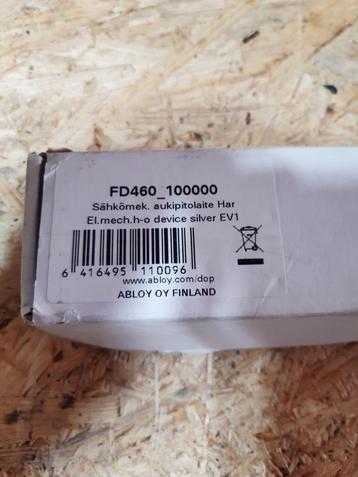 FD460_100000
Sähkömek. aukipitolaite Har
El.mech.h-o device silver EV1
6 416495 110096
www.abloy.com/dop
ABLOY OY FINLAND